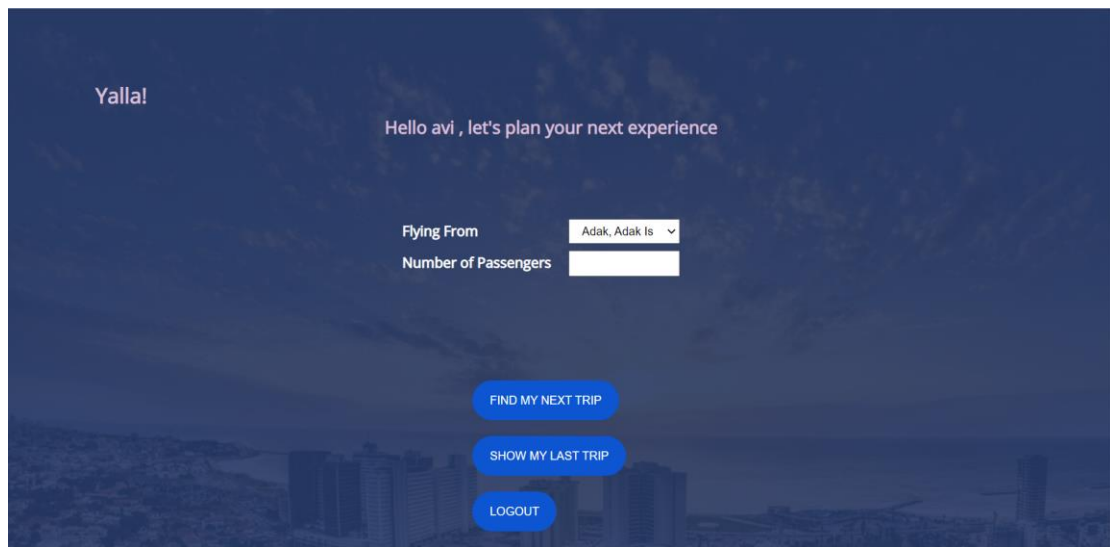 Yalla!
Hello avi , let's plan your next experience
Flying From Adak, Adak Is
Number of Passengers
FIND MY NEXT TRIP
SHOW MY LAST TRIP
LOGOUT